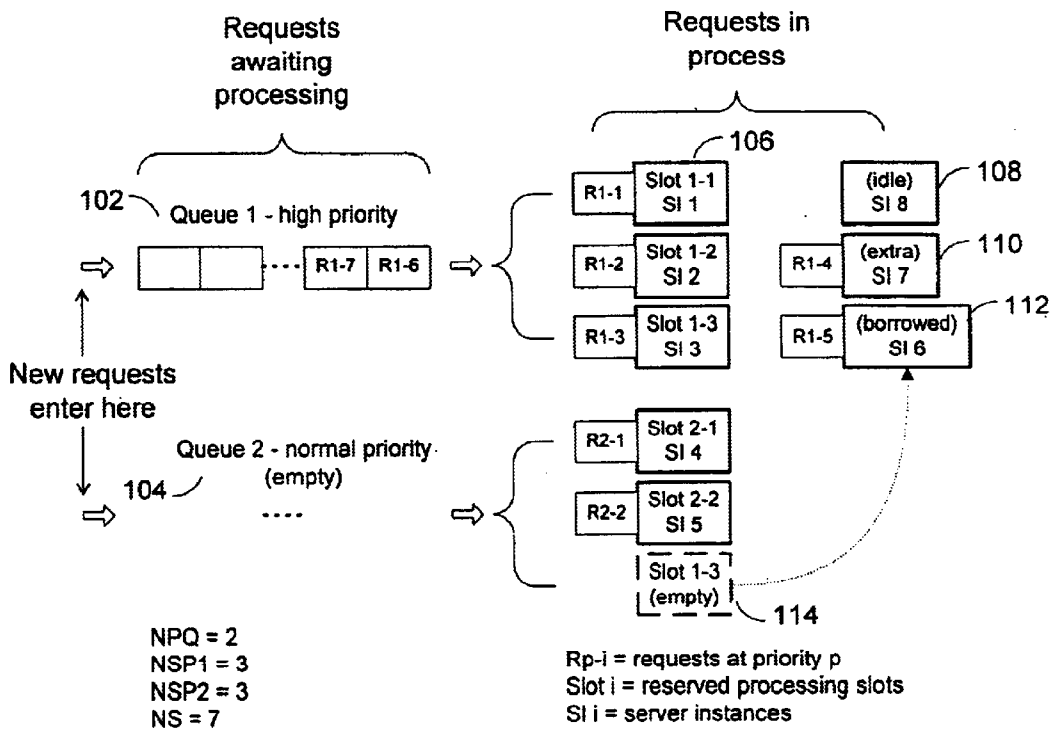 Requests
awaiting
processing
Requests in
process
102
Queue 1 - high priority
R1-7 R1-6
106
R1-1
Slot 1-1
SI 1
(idle)
SI 8
108
R1-2
Slot 1-2
SI 2
R1-4
(extra)
SI 7
110
R1-3
Slot 1-3
SI 3
R1-5
(borrowed)
SI 6
112
New requests
enter here
Queue 2 - normal priority
(empty)
104
....
R2-1
Slot 2-1
SI 4
R2-2
Slot 2-2
SI 5
Slot 1-3
(empty)
114
NPQ = 2
NSP1 = 3
NSP2 = 3
NS = 7
Rp-i = requests at priority p
Slot i = reserved processing slots
SI i = server instances